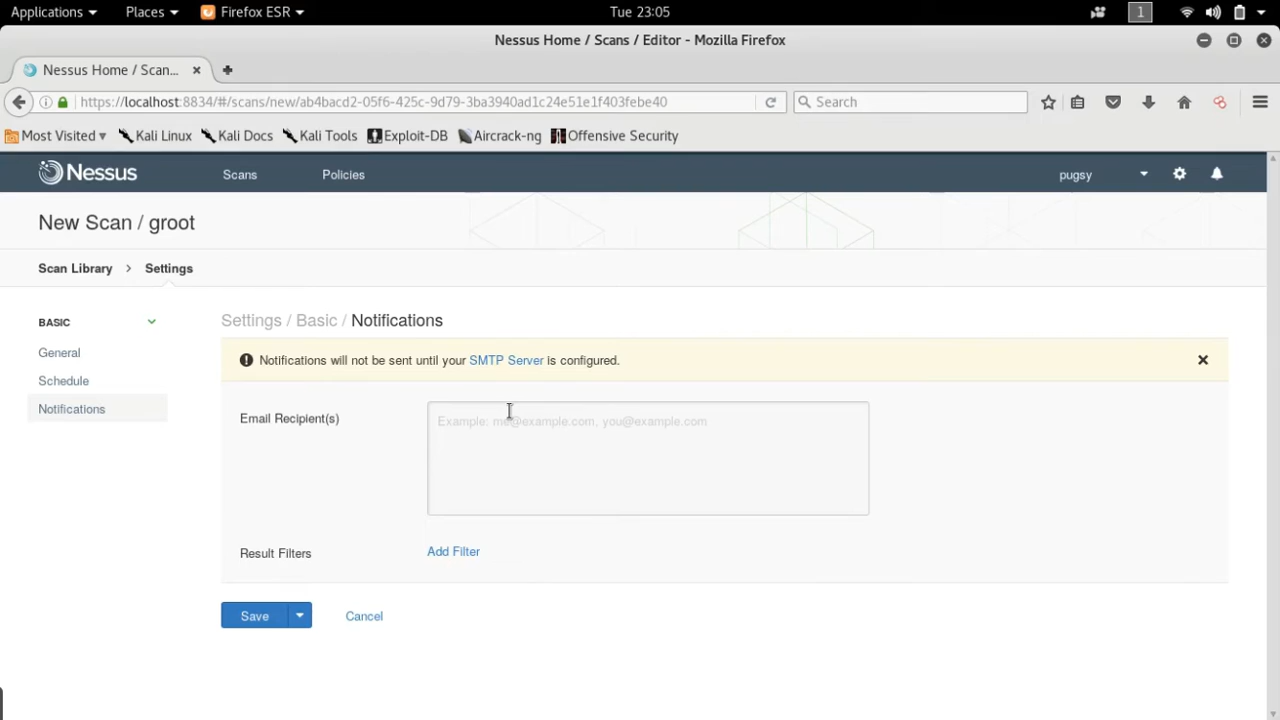 Applications Places Firefox ESR Tue 23:05 1
Nessus Home / Scans / Editor - Mozilla Firefox
Nessus Home / Scan...
https://localhost:8834/#/scans/new/ab4bacd2-05f6-425c-9d79-3ba3940ad1c24e51e1f403febe40 Search
Most Visited Kali Linux Kali Docs Kali Tools Exploit-DB Aircrack-ng Offensive Security
Nessus Scans Policies pugsy
New Scan / groot
Scan Library > Settings
BASIC
General
Schedule
Notifications
Settings / Basic / Notifications
Notifications will not be sent until your SMTP Server is configured.
Email Recipient(s)
Example: me@example.com, you@example.com
Result Filters Add Filter
Save Cancel